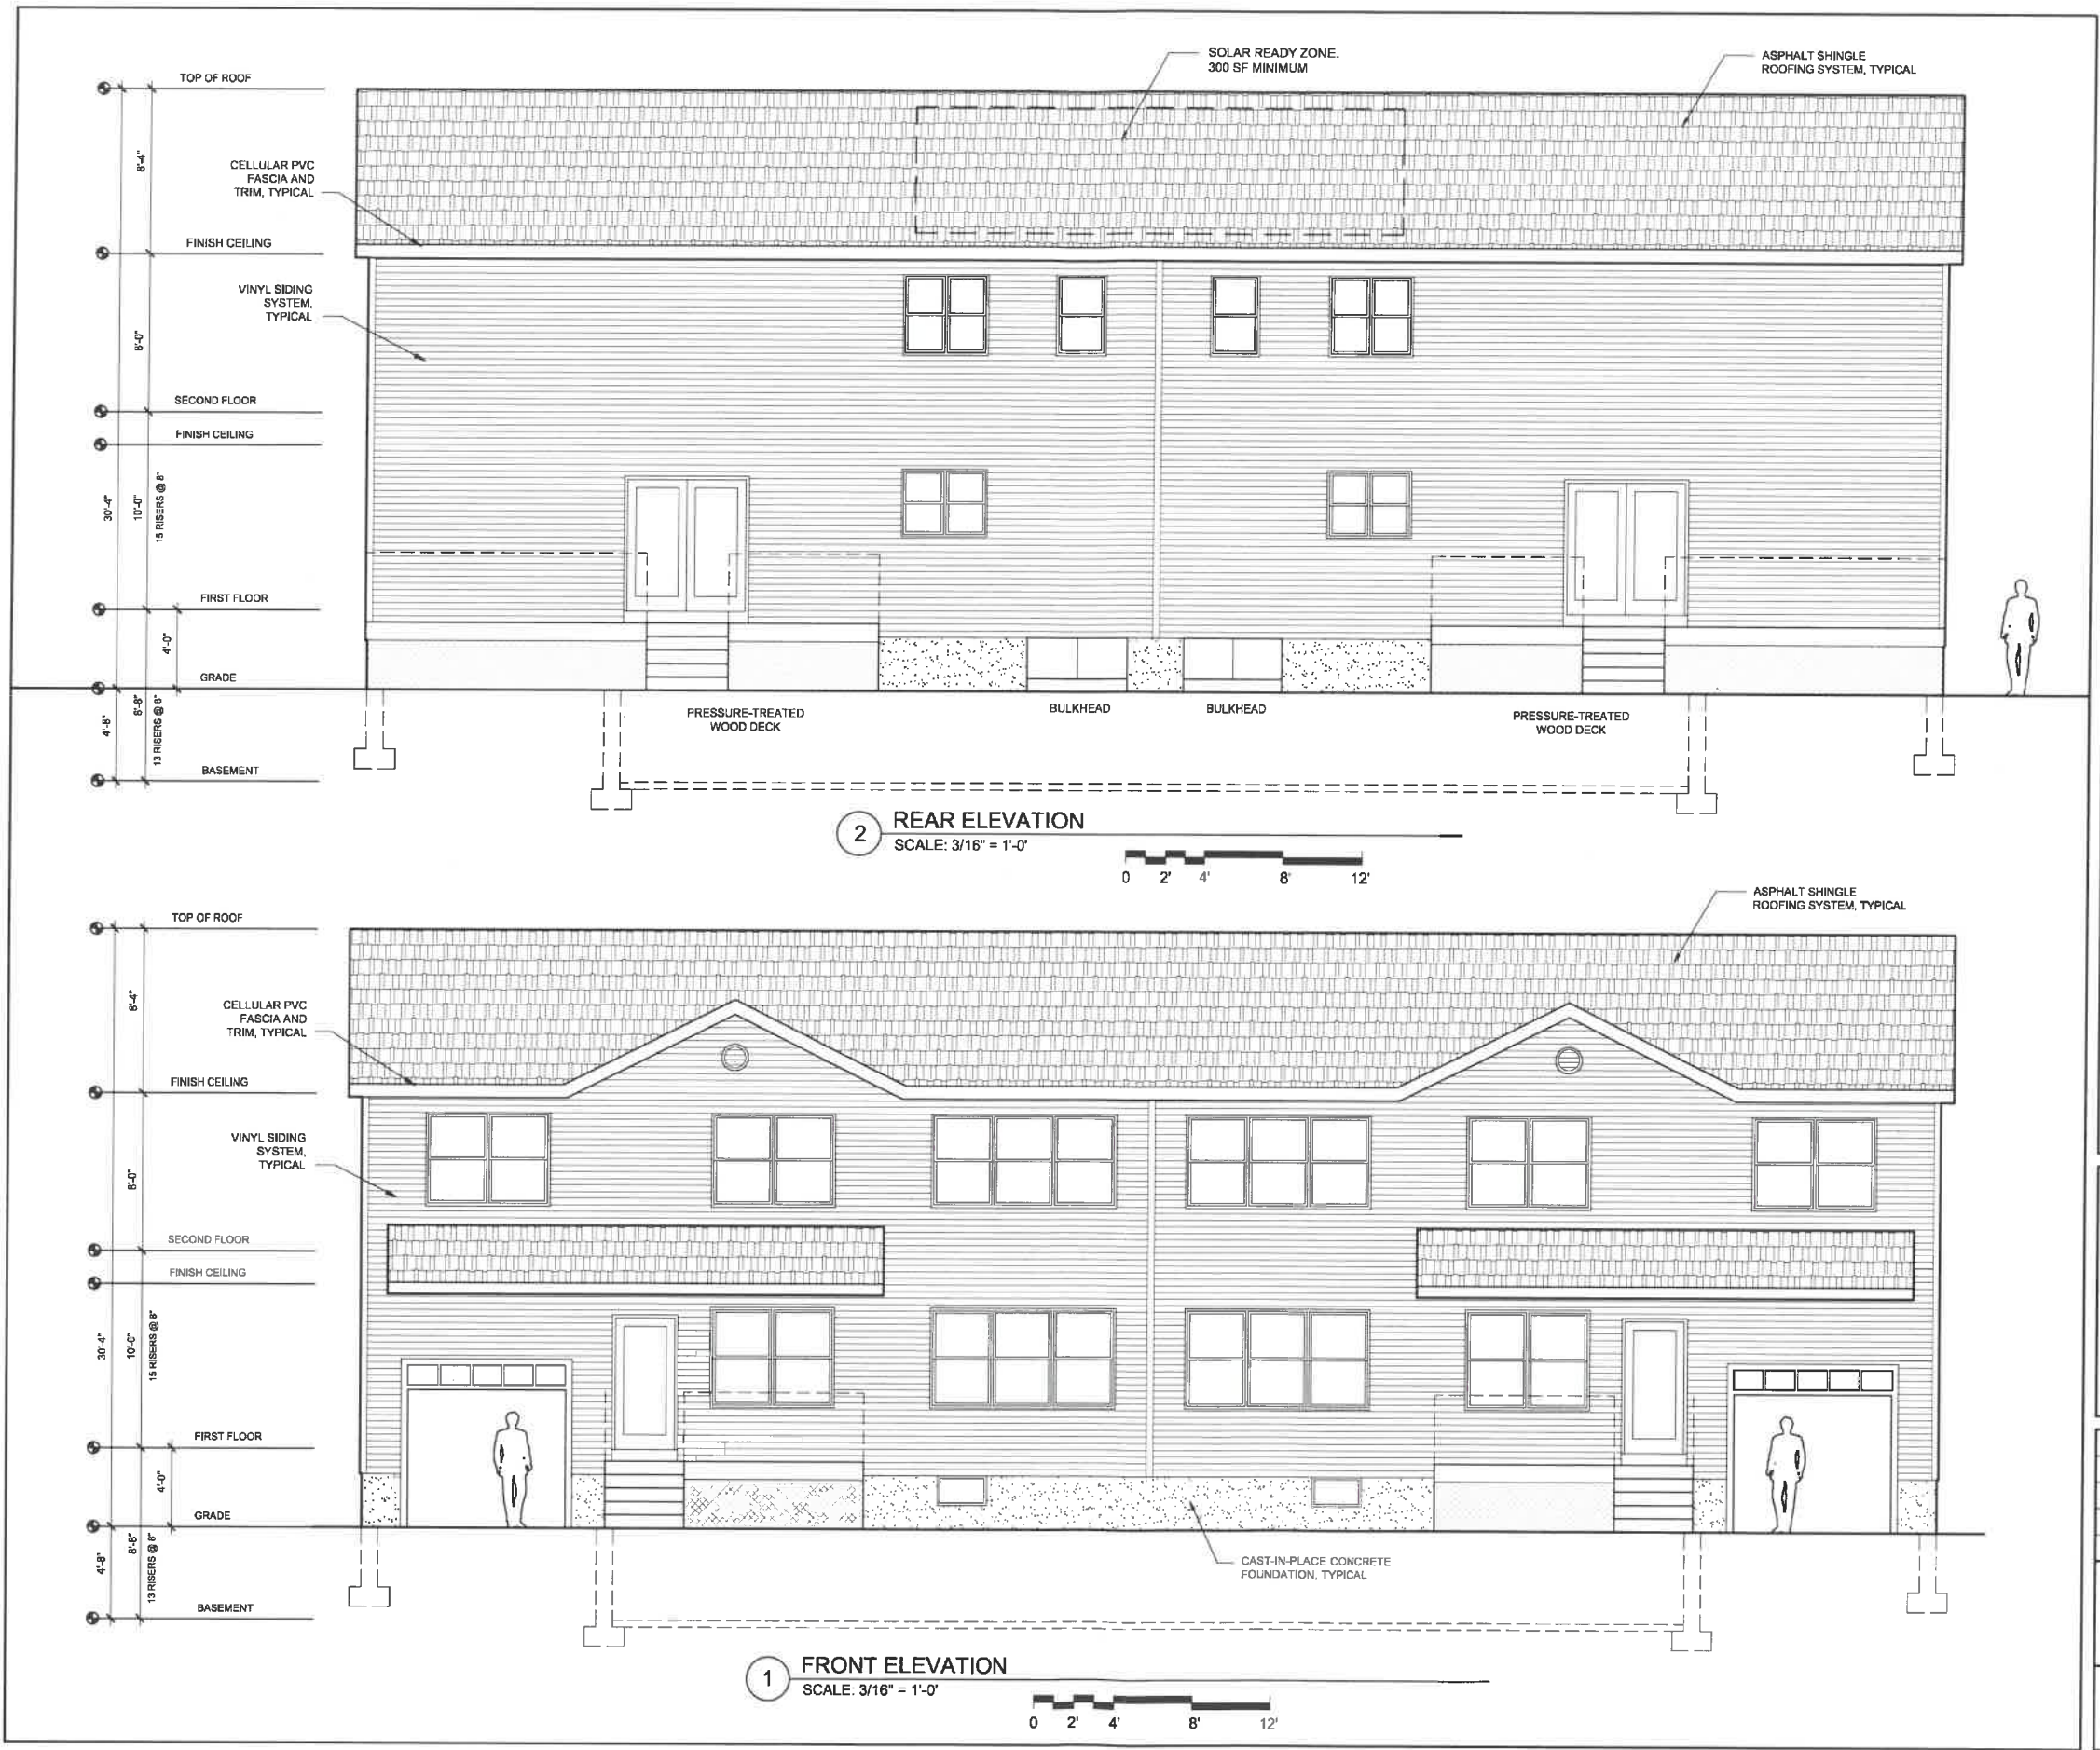 SOLAR READY ZONE.
300 SF MINIMUM
ASPHALT SHINGLE
ROOFING SYSTEM, TYPICAL
TOP OF ROOF
8'-4"
CELLULAR PVC
FASCIA AND
TRIM, TYPICAL
FINISH CEILING
VINYL SIDING
SYSTEM,
TYPICAL
8'-0"
SECOND FLOOR
FINISH CEILING
30'-4"
10'-0"
15 RISERS @ 8"
FIRST FLOOR
4'-0"
GRADE
4'-8"
8'-8"
13 RISERS @ 8"
BASEMENT
PRESSURE-TREATED
WOOD DECK
BULKHEAD
BULKHEAD
PRESSURE-TREATED
WOOD DECK
2
REAR ELEVATION
SCALE: 3/16" = 1'-0'
0 2' 4' 8' 12'
ASPHALT SHINGLE
ROOFING SYSTEM, TYPICAL
TOP OF ROOF
8'-4"
CELLULAR PVC
FASCIA AND
TRIM, TYPICAL
FINISH CEILING
VINYL SIDING
SYSTEM,
TYPICAL
8'-0"
SECOND FLOOR
FINISH CEILING
30'-4"
10'-0"
15 RISERS @ 8"
FIRST FLOOR
4'-0"
GRADE
4'-8"
8'-8"
13 RISERS @ 8"
BASEMENT
CAST-IN-PLACE CONCRETE
FOUNDATION, TYPICAL
1
FRONT ELEVATION
SCALE: 3/16" = 1'-0'
0 2' 4' 8' 12'